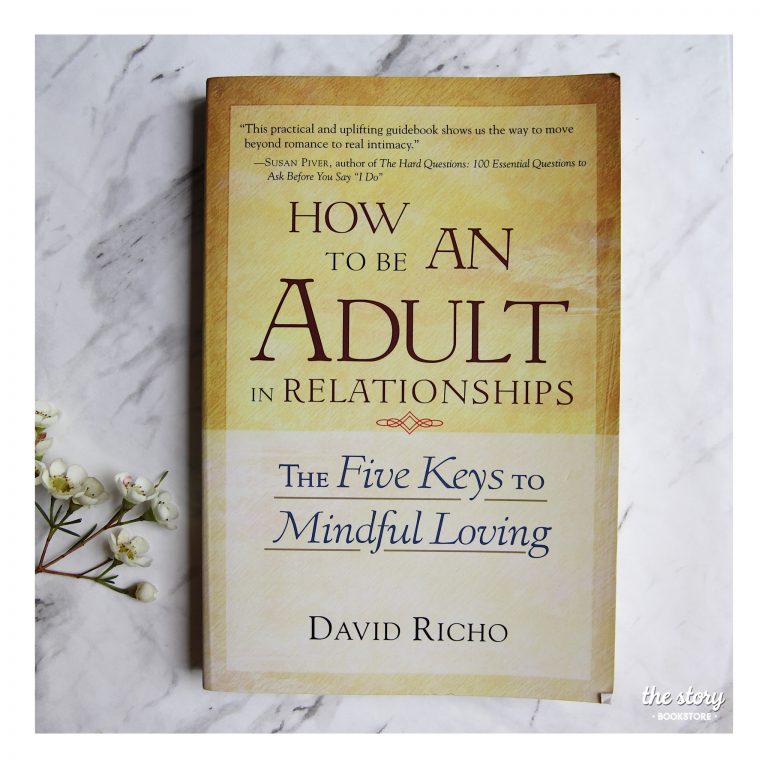 “This practical and uplifting guidebook shows us the way to move
beyond romance to real intimacy.”
—SUSAN PIVER, author of The Hard Questions: 100 Essential Questions to
Ask Before You Say “I Do”
HOW
TO BE AN
ADULT
IN RELATIONSHIPS
THE Five Keys TO
Mindful Loving
DAVID RICHO
the story
• BOOKSTORE •